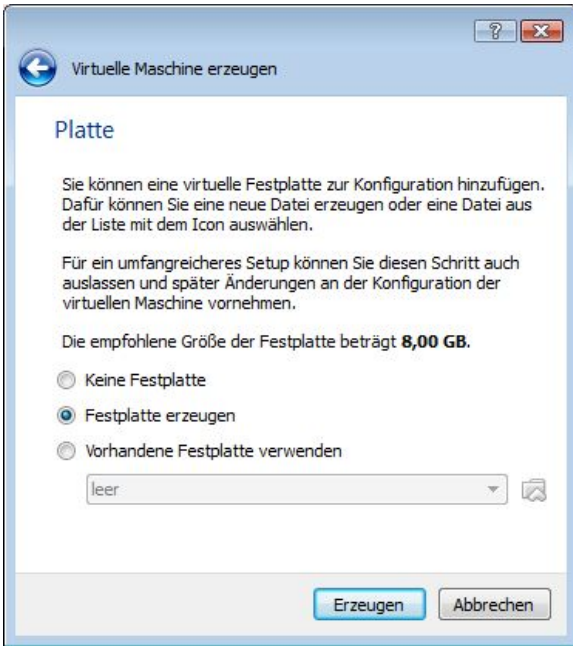 ?
Virtuelle Maschine erzeugen
Platte
Sie können eine virtuelle Festplatte zur Konfiguration hinzufügen.
Dafür können Sie eine neue Datei erzeugen oder eine Datei aus
der Liste mit dem Icon auswählen.
Für ein umfangreicheres Setup können Sie diesen Schritt auch
auslassen und später Änderungen an der Konfiguration der
virtuellen Maschine vornehmen.
Die empfohlene Größe der Festplatte beträgt 8,00 GB.
Keine Festplatte
Festplatte erzeugen
Vorhandene Festplatte verwenden
leer
Erzeugen Abbrechen